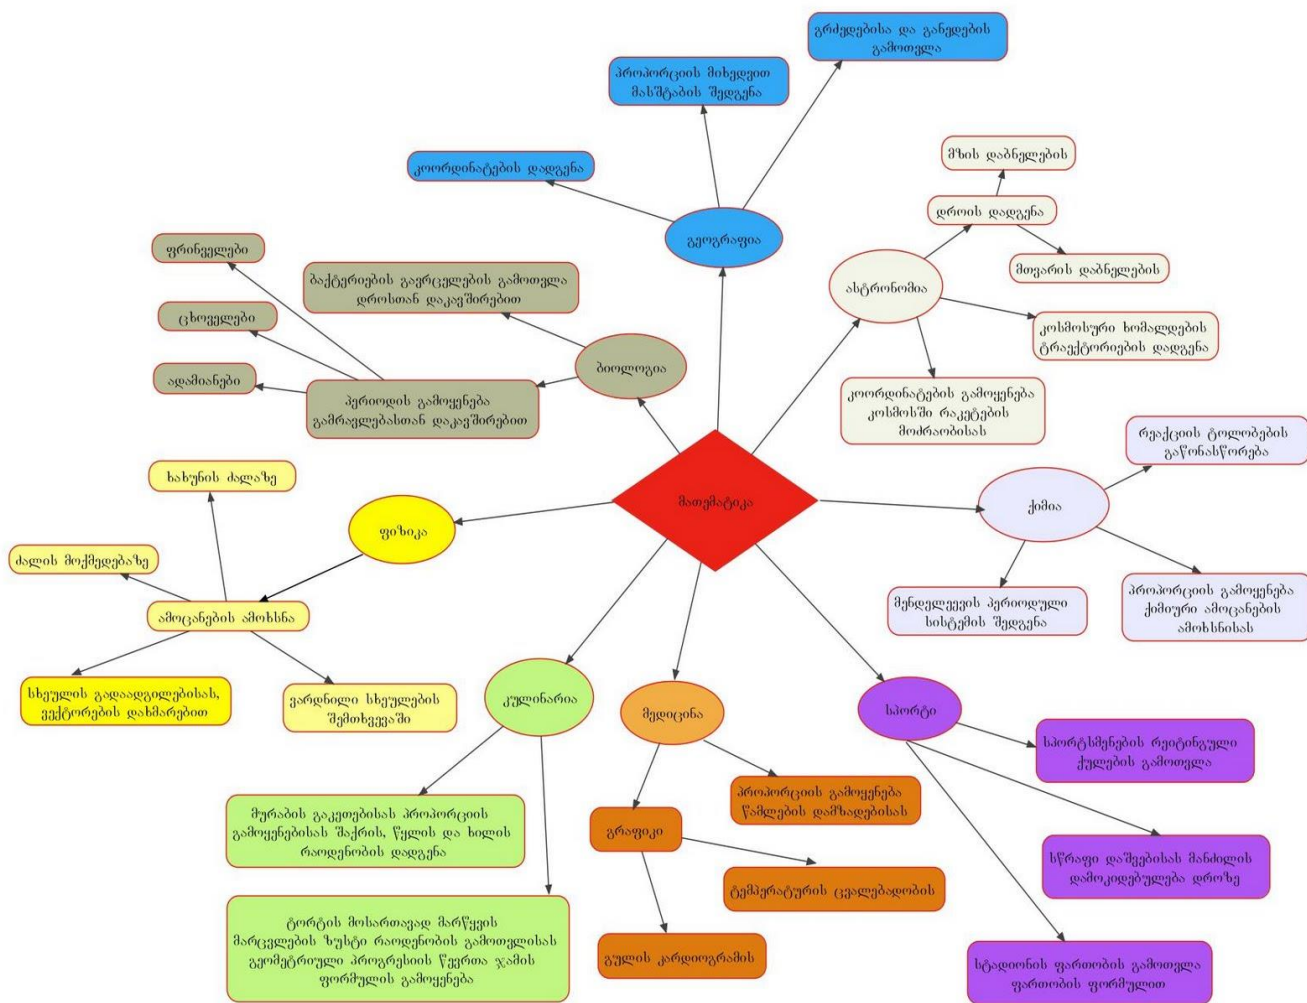 გრძედებისა და განედების
გამოთვლა
პროპორციის მიხედვით
მასშტაბის შედგენა
კოორდინატების დადგენა
გეოგრაფია
მზის დაბნელების
დროის დადგენა
მთვარის დაბნელების
ასტრონომია
კოსმოსური ხომალდების
ტრაექტორიების დადგენა
კოორდინატების გამოყენება
კოსმოსში რაკეტების
მოძრაობისას
ფრინველები
ბაქტერიების გავრცელების გამოთვლა
დროსთან დაკავშირებით
ცხოველები
ბიოლოგია
ადამიანები
პერიოდის გამოყენება
გამრავლებასთან დაკავშირებით
რეაქციის ტოლობების
გაწონასწორება
მათემატიკა
ქიმია
მენდელეევის პერიოდული
სისტემის შედგენა
პროპორციის გამოყენება
ქიმიური ამოცანების
ამოხსნისას
ხახუნის ძალაზე
ფიზიკა
ძალის მოქმედებაზე
ამოცანების ამოხსნა
სხეულის გადაადგილებისას,
ვექტორების დახმარებით
ვარდნილი სხეულების
შემთხვევაში
კულინარია
მურაბის გაკეთებისას პროპორციის
გამოყენებისას შაქრის, წყლის და ხილის
რაოდენობის დადგენა
ტორტის მოსართავად მარწყვის
მარცვლების ზუსტი რაოდენობის გამოთვლისას
გეომეტრიული პროგრესიის წევრთა ჯამის
ფორმულის გამოყენება
მედიცინა
პროპორციის გამოყენება
წამლების დამზადებისას
გრაფიკი
ტემპერატურის ცვალებადობის
გულის კარდიოგრამის
სპორტი
სპორტსმენების რეიტინგული
ქულების გამოთვლა
სწრაფი დაშვებისას მანძილის
დამოკიდებულება დროზე
სტადიონის ფართობის გამოთვლა
ფართობის ფორმულით